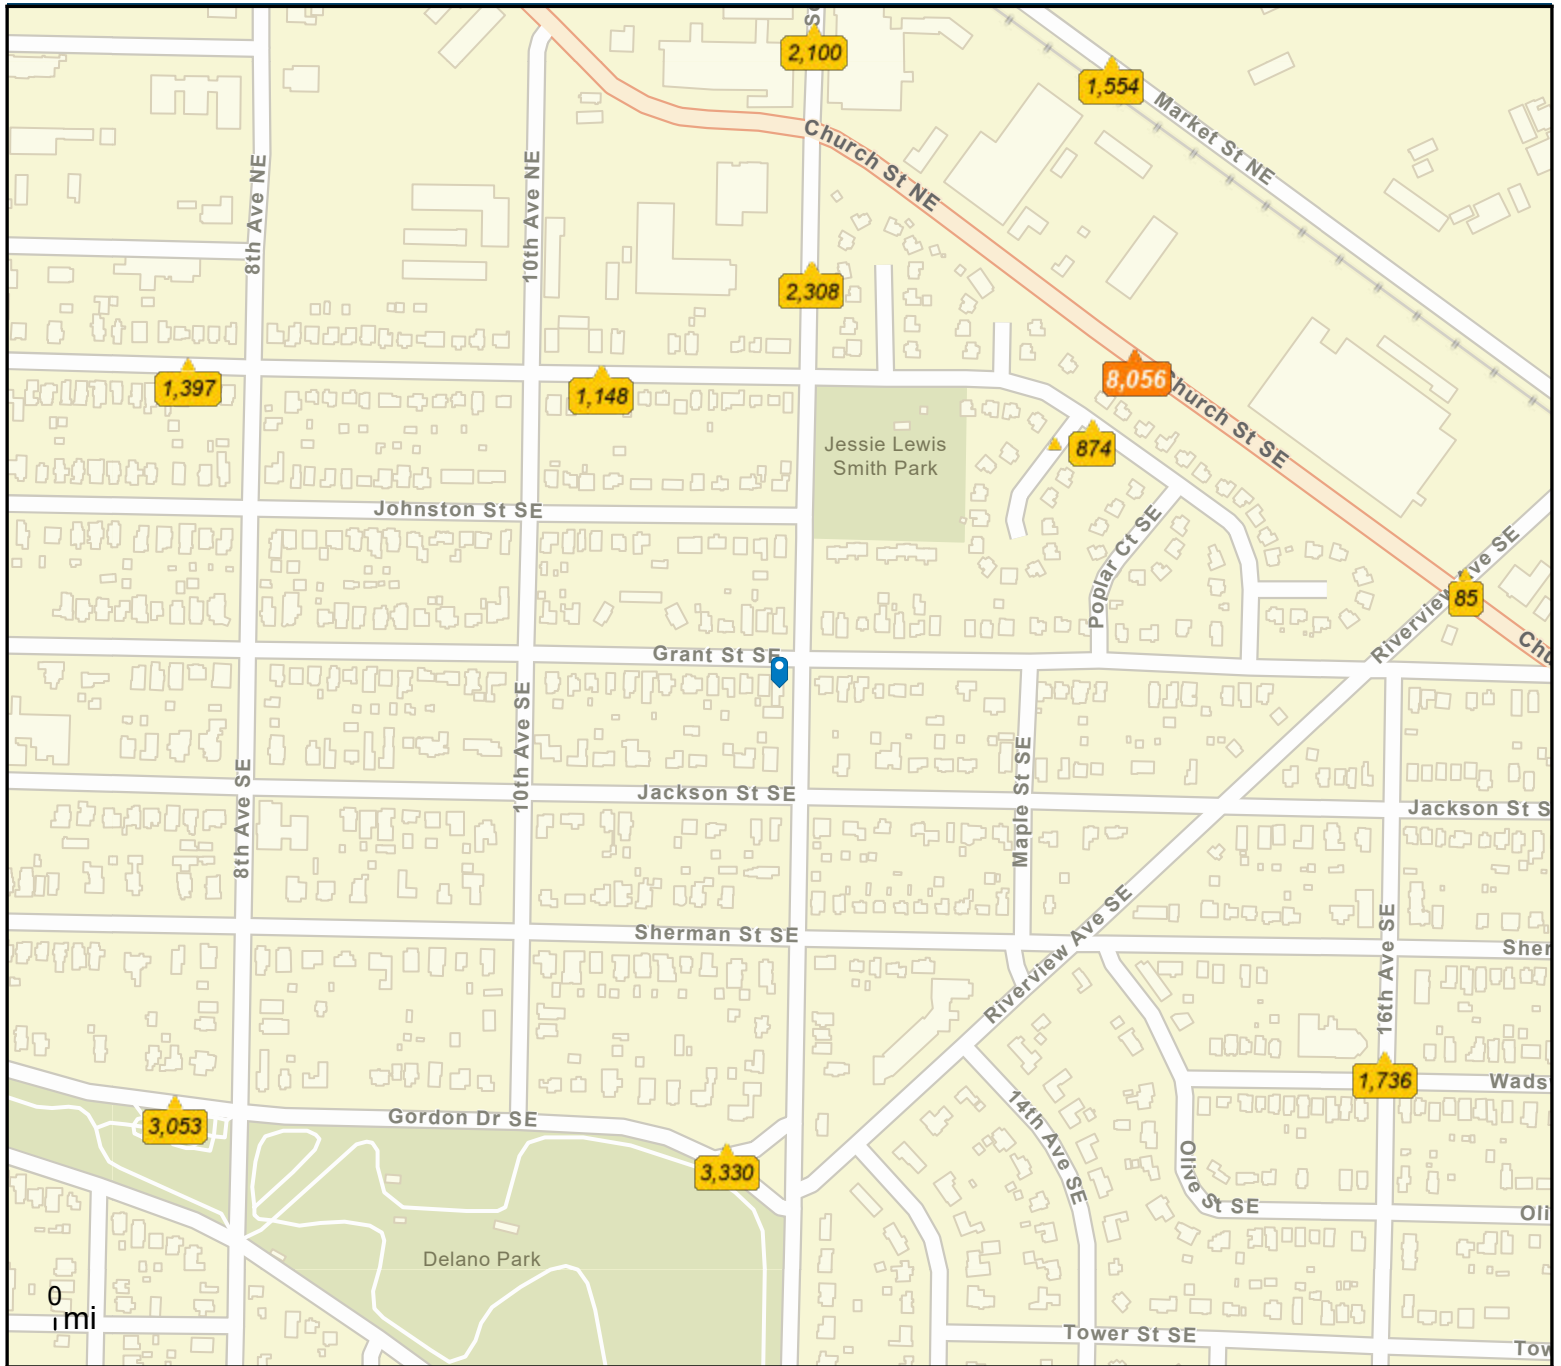 2,100
1,554
Market St NE
Church St NE
8th Ave NE
10th Ave NE
2,308
1,397
1,148
8,056
Church St SE
Jessie Lewis
Smith Park
874
Johnston St SE
Poplar Ct SE
Riverview Ave SE
85
Grant St SE
10th Ave SE
8th Ave SE
Maple St SE
Jackson St SE
Jackson St S
Sherman St SE
Riverview Ave SE
16th Ave SE
Sher
1,736
Wads
3,053
Gordon Dr SE
3,330
14th Ave SE
Olive St SE
Oli
Delano Park
0
mi
Tower St SE
Tow